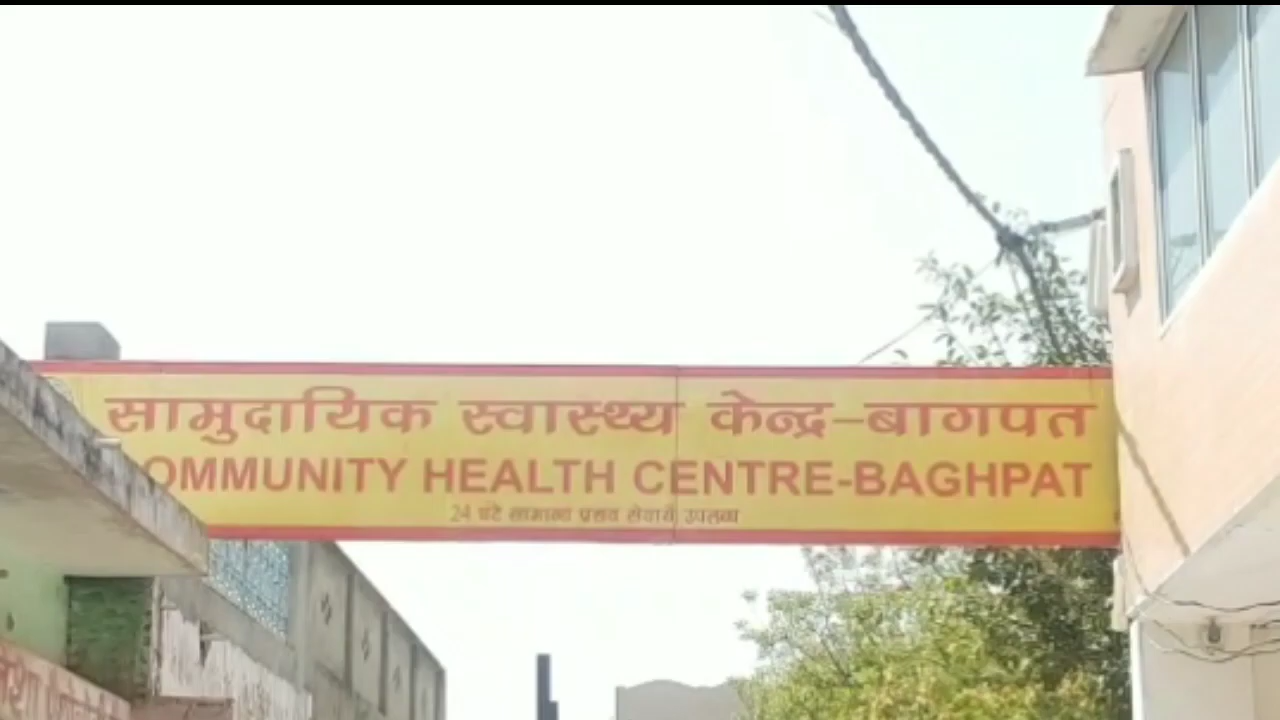 सामुदायिक स्वास्थ्य केन्द्र-बागपत
OMMUNITY HEALTH CENTRE-BAGHPAT
24 घंटे सामान्य प्रसव सेवायें उपलब्ध